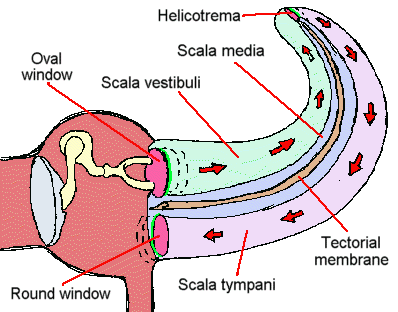 Helicotrema
Scala media
Oval
window
Scala vestibuli
Tectorial
membrane
Scala tympani
Round window